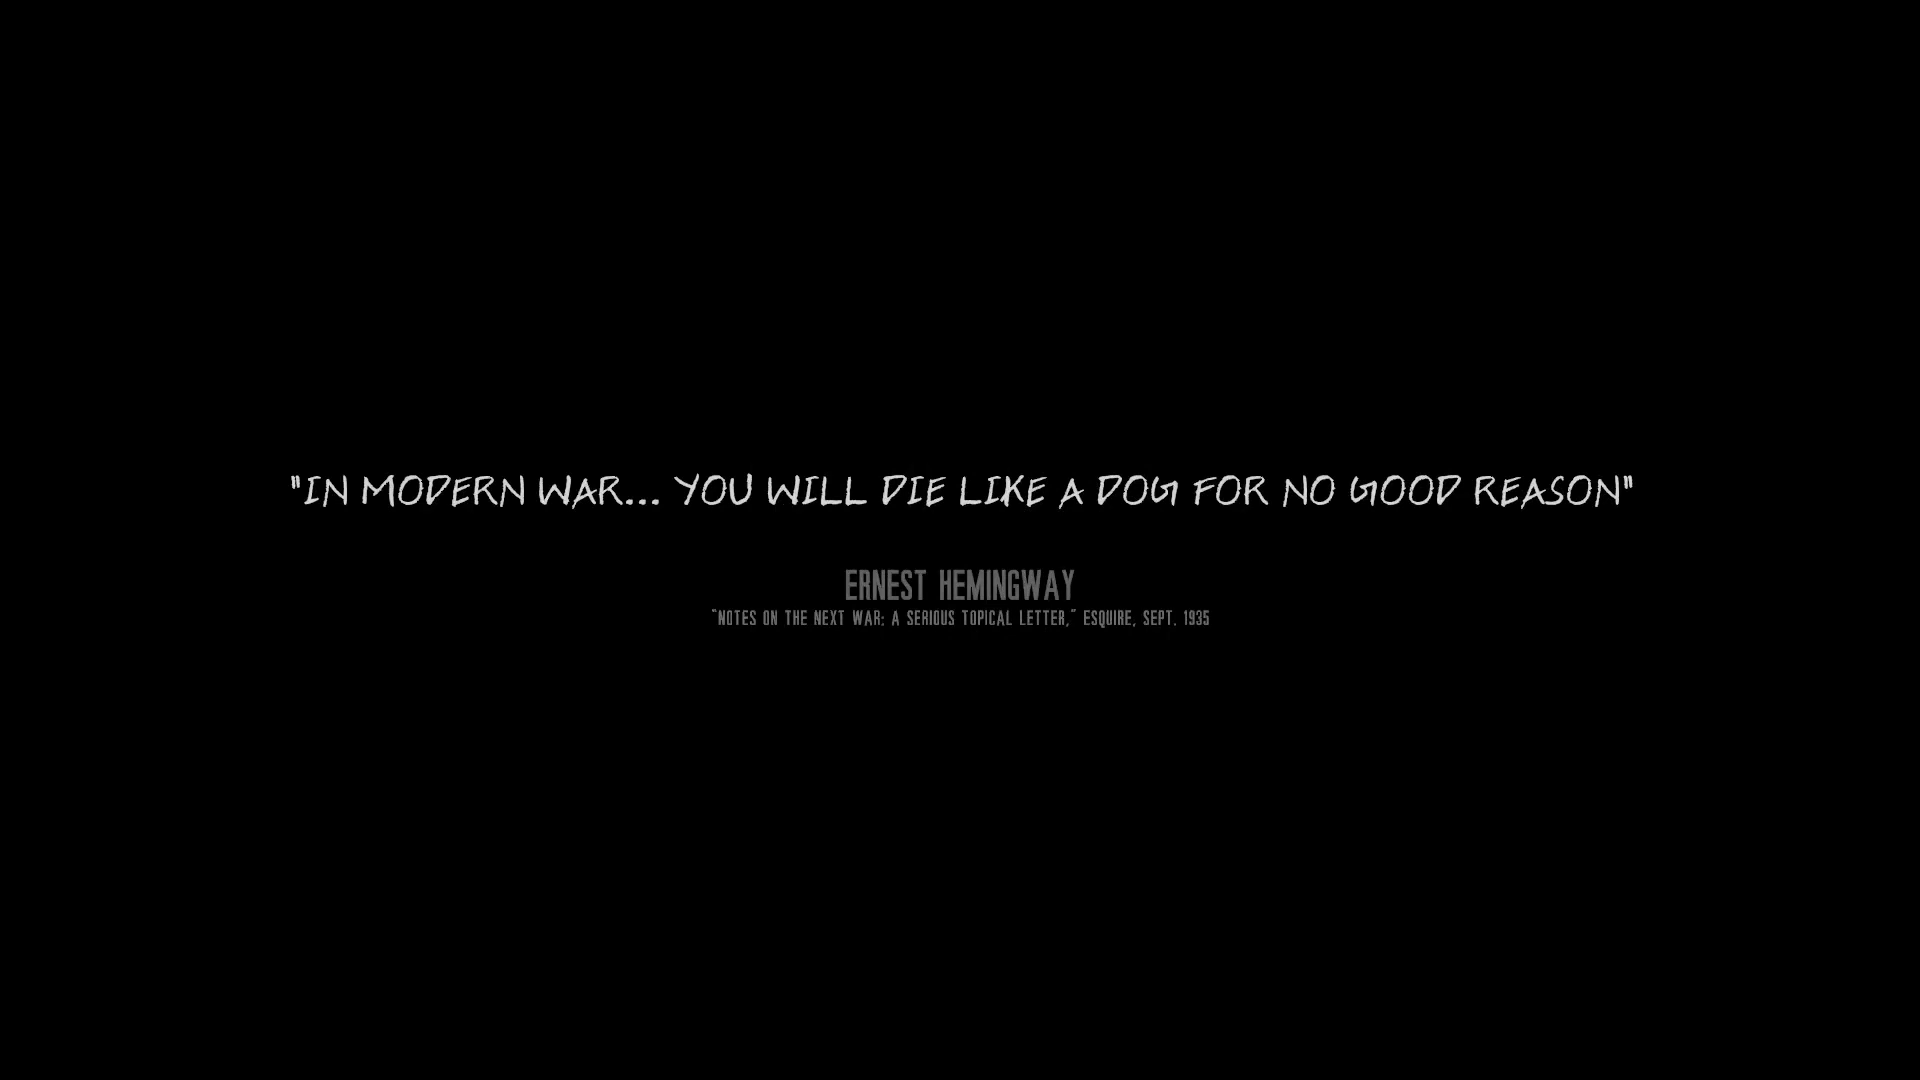 "IN MODERN WAR... YOU WILL DIE LIKE A DOG FOR NO GOOD REASON"
ERNEST HEMINGWAY
"NOTES ON THE NEXT WAR: A SERIOUS TOPICAL LETTER," ESQUIRE, SEPT. 1935